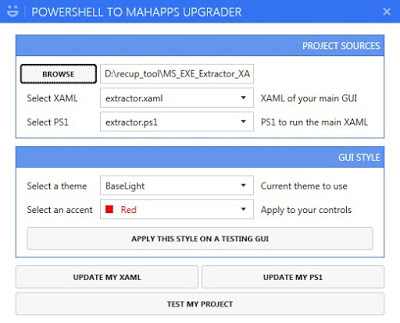 POWERSHELL TO MAHAPPS UPGRADER
PROJECT SOURCES
BROWSE D:\recup_tool\MS_EXE_Extractor_XA
Select XAML extractor.xaml XAML of your main GUI
Select PS1 extractor.ps1 PS1 to run the main XAML
GUI STYLE
Select a theme BaseLight Current theme to use
Select an accent Red Apply to your controls
APPLY THIS STYLE ON A TESTING GUI
UPDATE MY XAML UPDATE MY PS1
TEST MY PROJECT